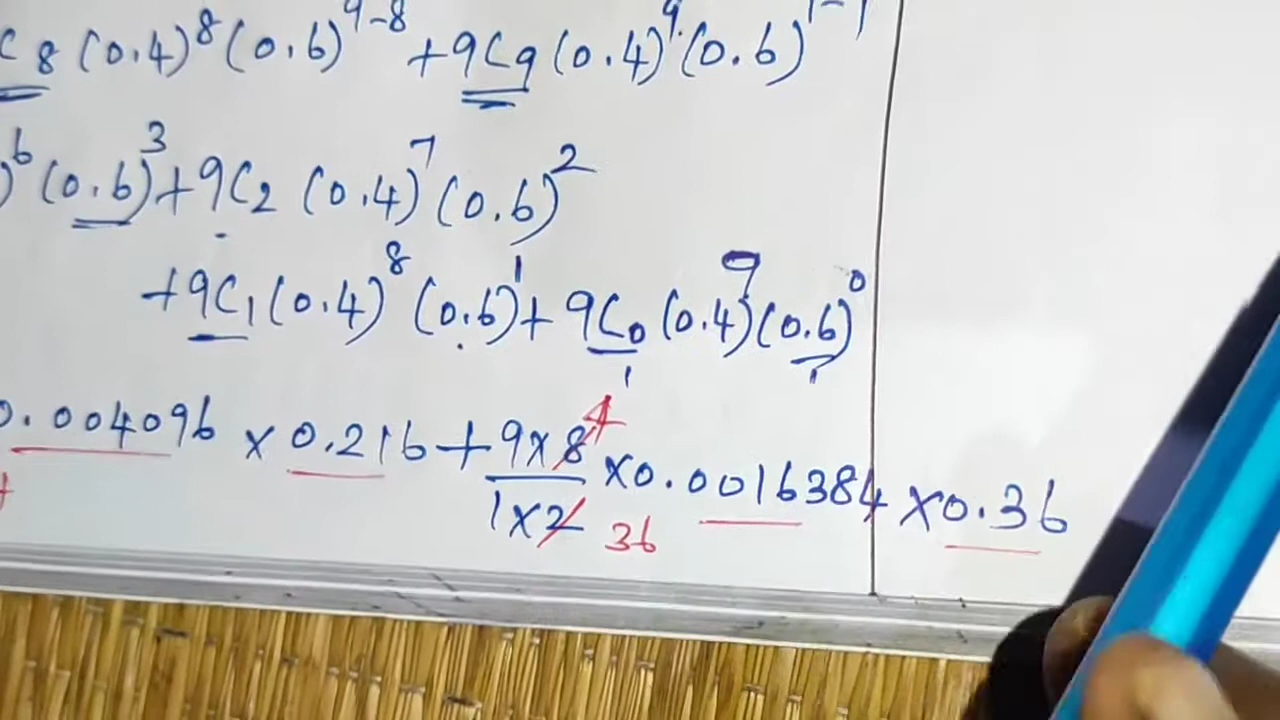 C8 (0.4)^8 (0.6)^9-8 + 9C9 (0.4)^9 (0.6)
)^6 (0.6)^3 + 9C2 (0.4)^7 (0.6)^2
+ 9C1 (0.4)^8 (0.6)^1 + 9C0 (0.4)^9 (0.6)^0
1 1
0.004096 × 0.216 + 9×8/1×2 × 0.0016384 × 0.36
4
36